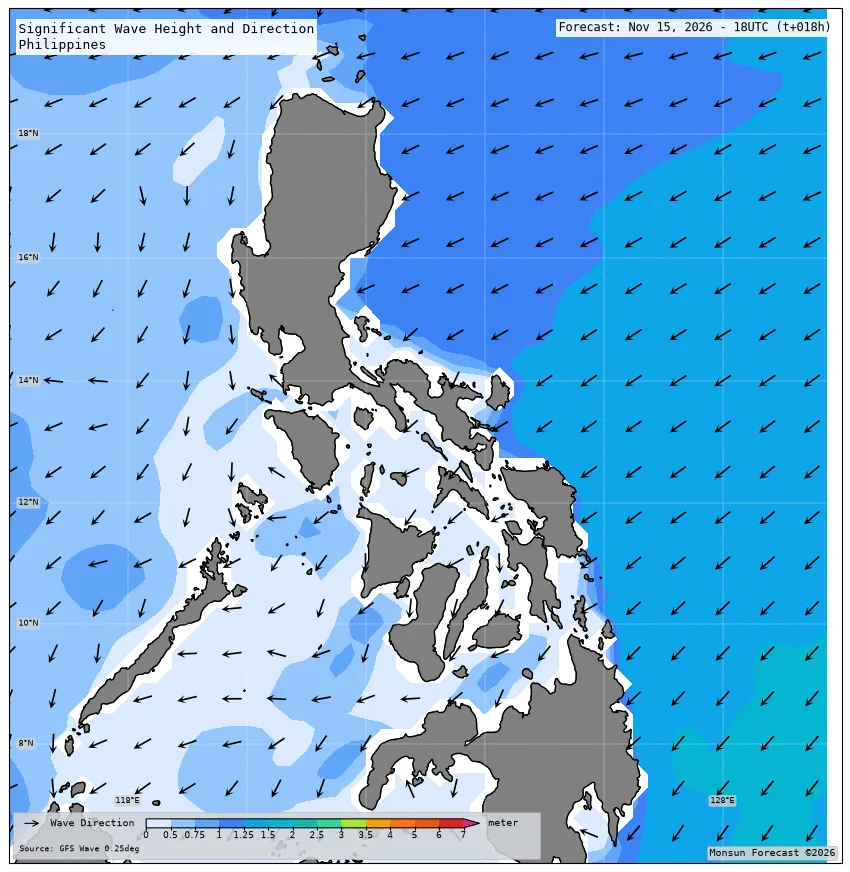 Significant Wave Height and Direction
Philippines
Forecast: Nov 15, 2026 - 18UTC (t+018h)
18°N
16°N
14°N
12°N
10°N
8°N
118°E
128°E
Wave Direction
meter
0 0.5 0.75 1 1.25 1.5 2 2.5 3 3.5 4 5 6 7
Source: GFS Wave 0.25deg
Monsun Forecast ©2026